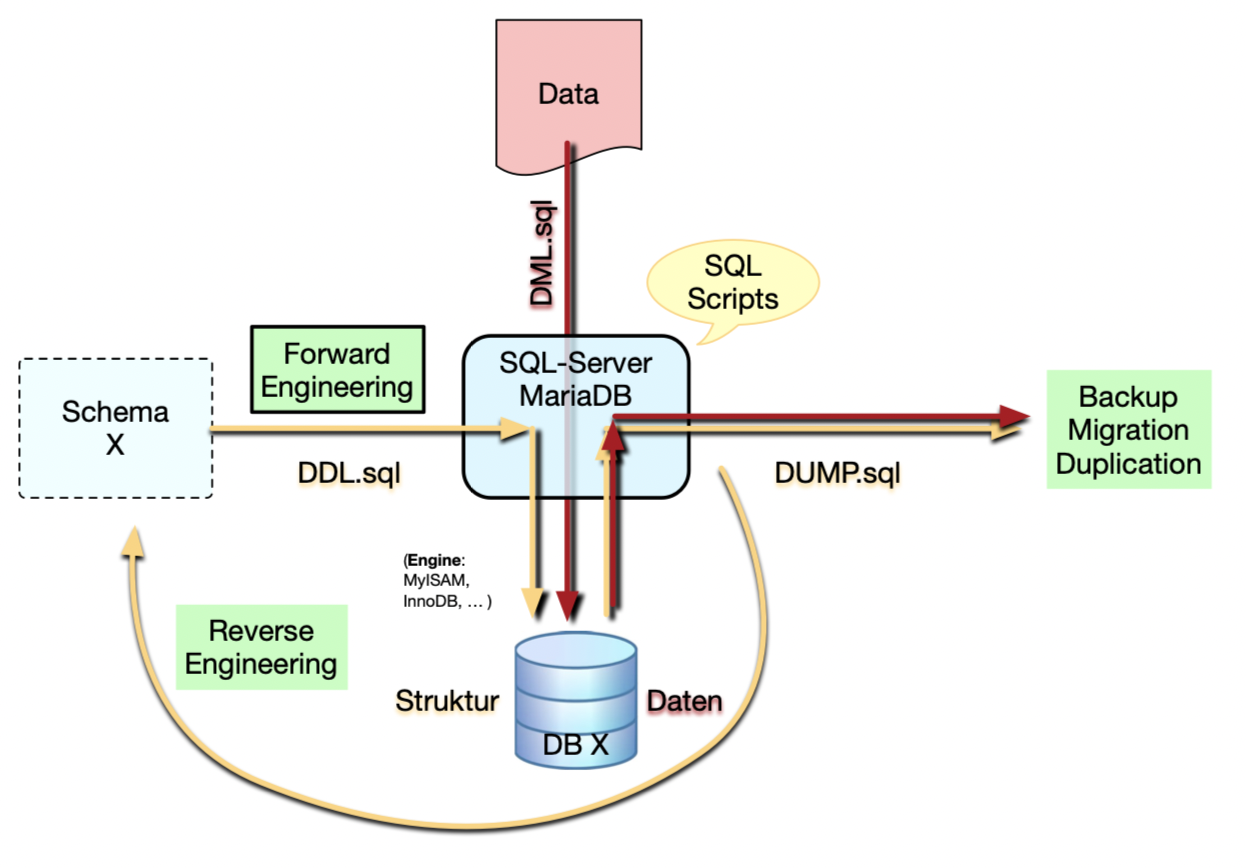 Data
DML.sql
SQL
Scripts
Forward
Engineering
SQL-Server
MariaDB
Schema
X
DDL.sql
DUMP.sql
Backup
Migration
Duplication
(Engine:
MyISAM,
InnoDB, ... )
Reverse
Engineering
Struktur
Daten
DB X